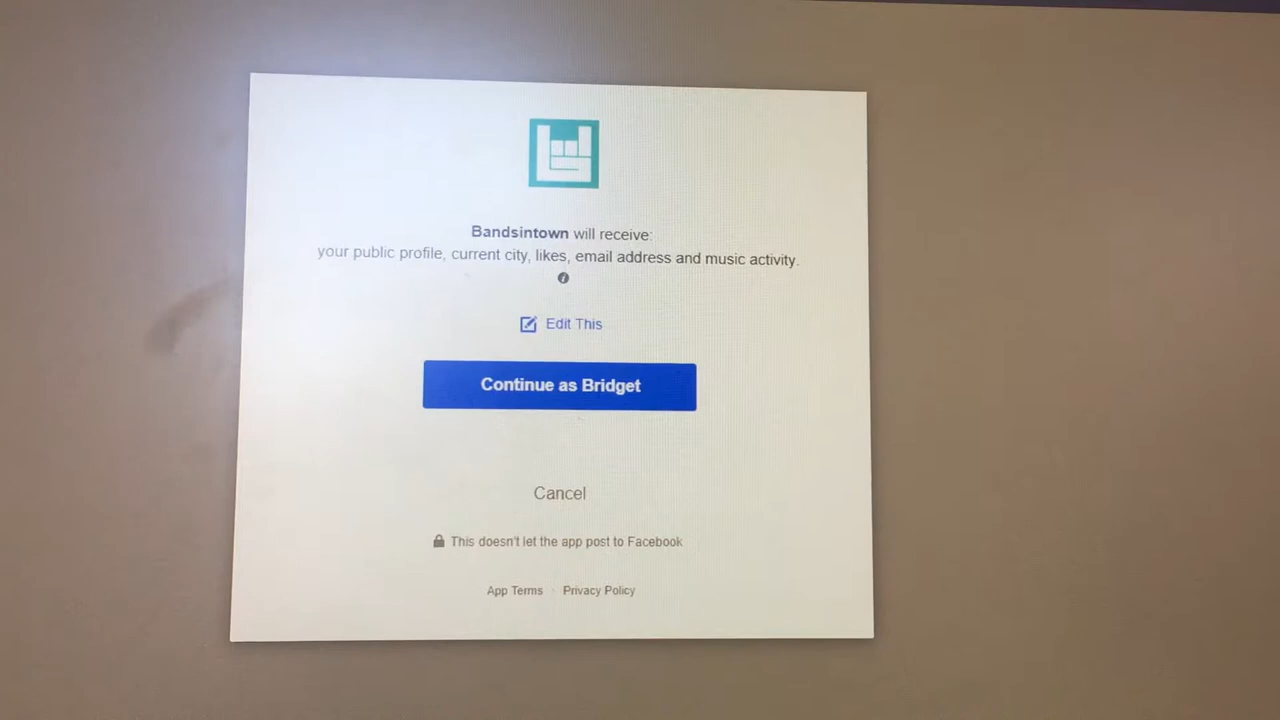 Bandsintown will receive:
your public profile, current city, likes, email address and music activity.
Edit This
Continue as Bridget
Cancel
This doesn't let the app post to Facebook
App Terms · Privacy Policy